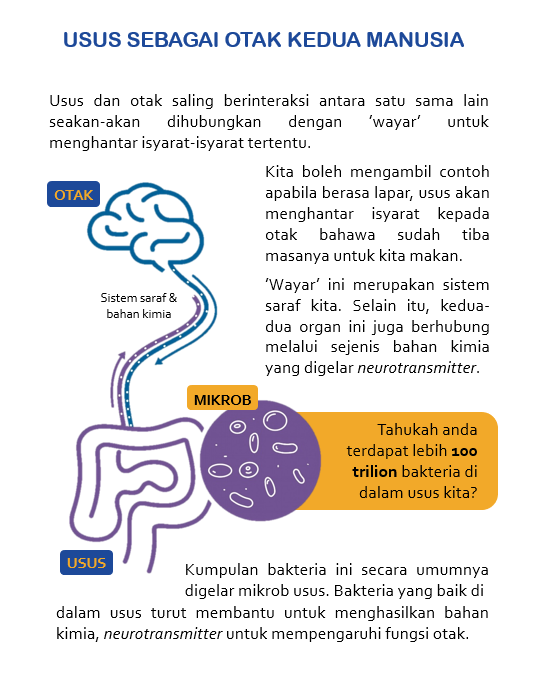 USUS SEBAGAI OTAK KEDUA MANUSIA
Usus dan otak saling berinteraksi antara satu sama lain
seakan-akan dihubungkan dengan ‘wayar’ untuk
menghantar isyarat-isyarat tertentu.
Kita boleh mengambil contoh
apabila berasa lapar, usus akan
menghantar isyarat kepada
otak bahawa sudah tiba
masanya untuk kita makan.
‘Wayar’ ini merupakan sistem
saraf kita. Selain itu, kedua-
dua organ ini juga berhubung
melalui sejenis bahan kimia
yang digelar neurotransmitter.
OTAK
Sistem saraf &
bahan kimia
MIKROB
Tahukah anda
terdapat lebih 100
trilion bakteria di
dalam usus kita?
USUS
Kumpulan bakteria ini secara umumnya
digelar mikrob usus. Bakteria yang baik di
dalam usus turut membantu untuk menghasilkan bahan
kimia, neurotransmitter untuk mempengaruhi fungsi otak.